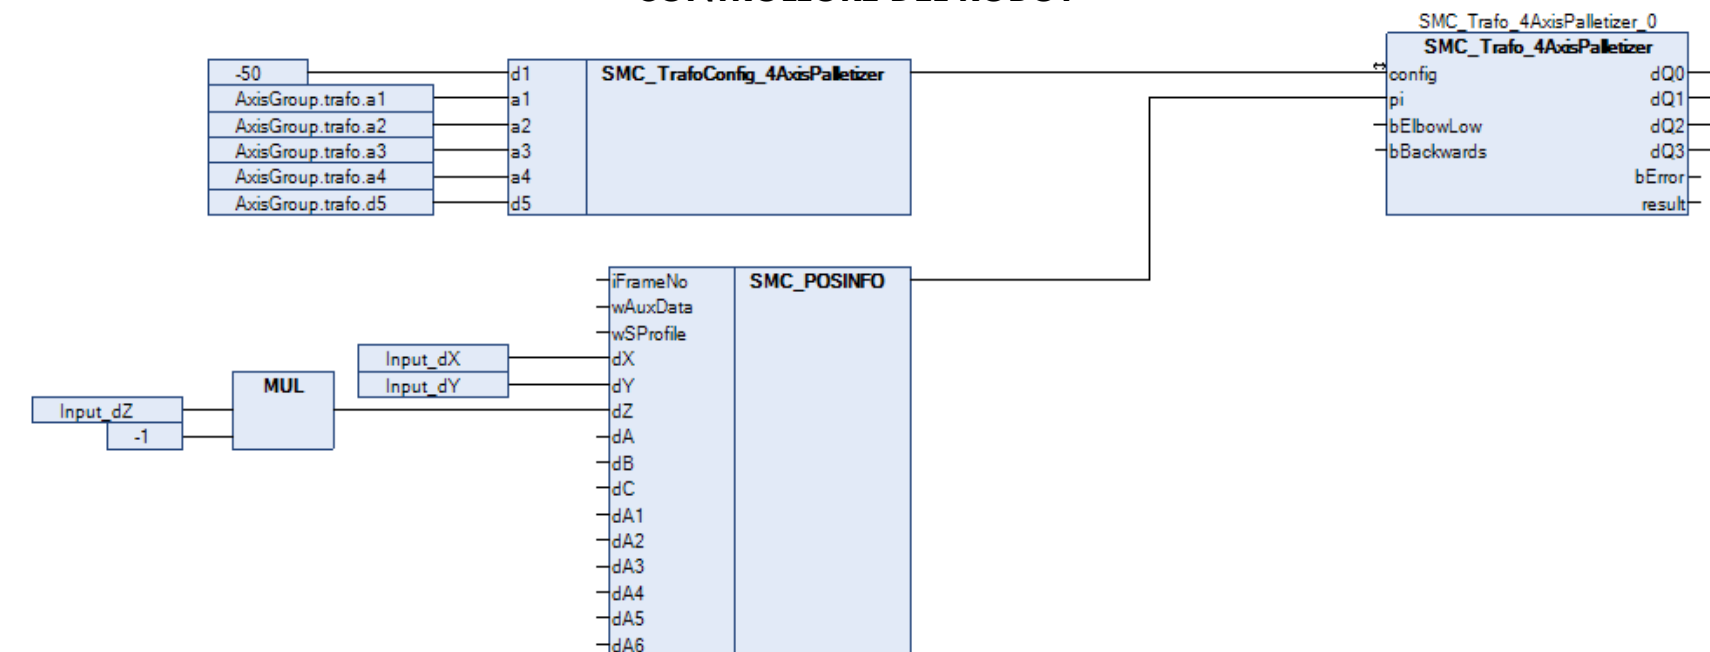 SMC_Trafo_4AxisPalletizer_0
SMC_Trafo_4AxisPalletizer
config
dQ0
pi
dQ1
bElbowLow
dQ2
bBackwards
dQ3
bError
result
-50
d1
SMC_TrafoConfig_4AxisPalletizer
AxisGroup.trafo.a1
a1
AxisGroup.trafo.a2
a2
AxisGroup.trafo.a3
a3
AxisGroup.trafo.a4
a4
AxisGroup.trafo.d5
d5
iFrameNo
SMC_POSINFO
wAuxData
wSProfile
Input_dX
dX
MUL
Input_dY
dY
Input_dZ
dZ
-1
dA
dB
dC
dA1
dA2
dA3
dA4
dA5
dA6